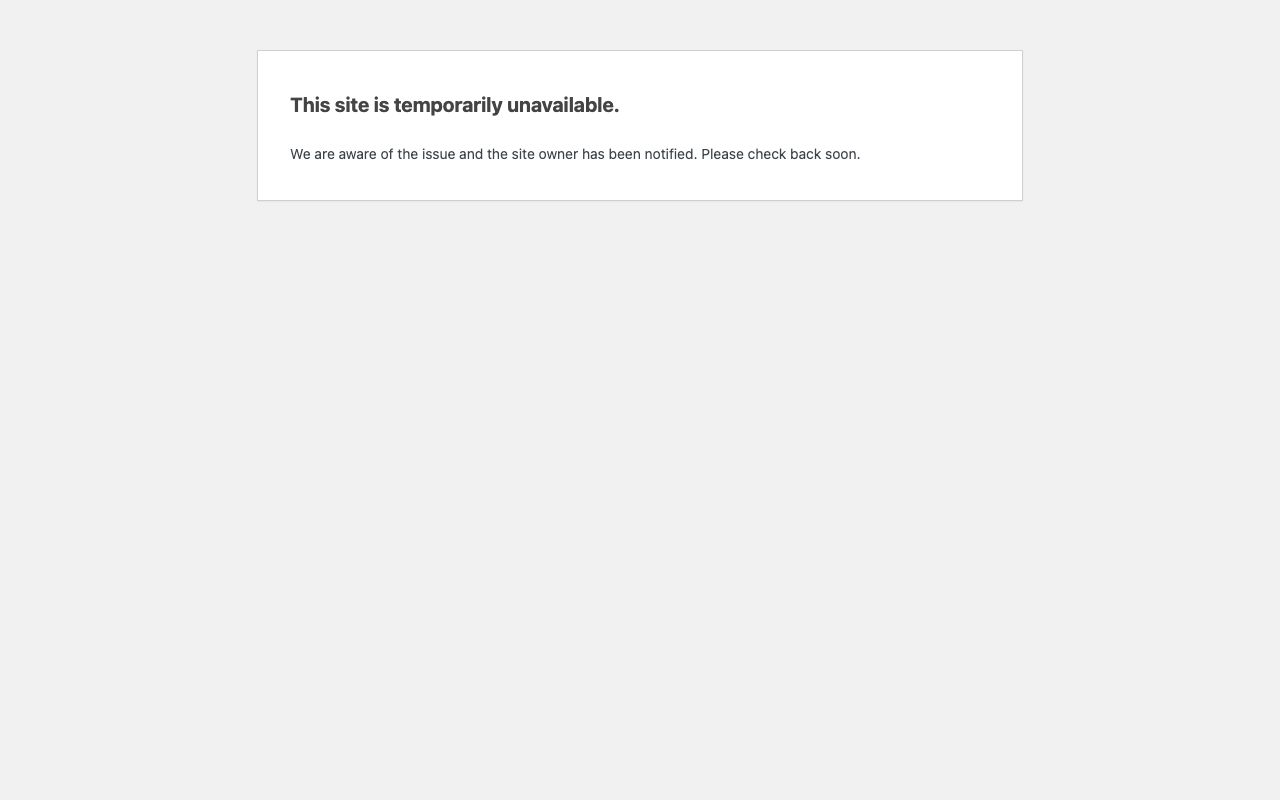 This site is temporarily unavailable.
We are aware of the issue and the site owner has been notified. Please check back soon.